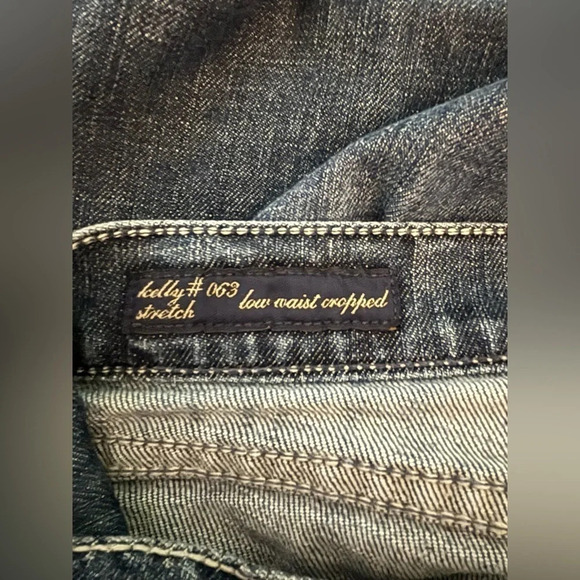 kelly # 063
stretch
low waist cropped